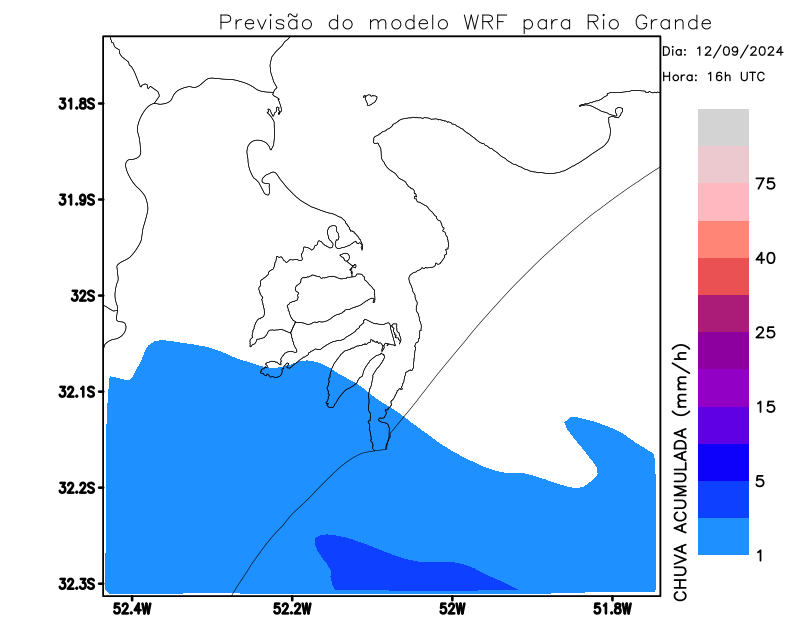 Previsão do modelo WRF para Rio Grande
Dia: 12/09/2024
Hora: 16h UTC
31.8S
31.9S
32S
32.1S
32.2S
32.3S
52.4W
52.2W
52W
51.8W
75
40
25
15
5
1
CHUVA ACUMULADA (mm/h)